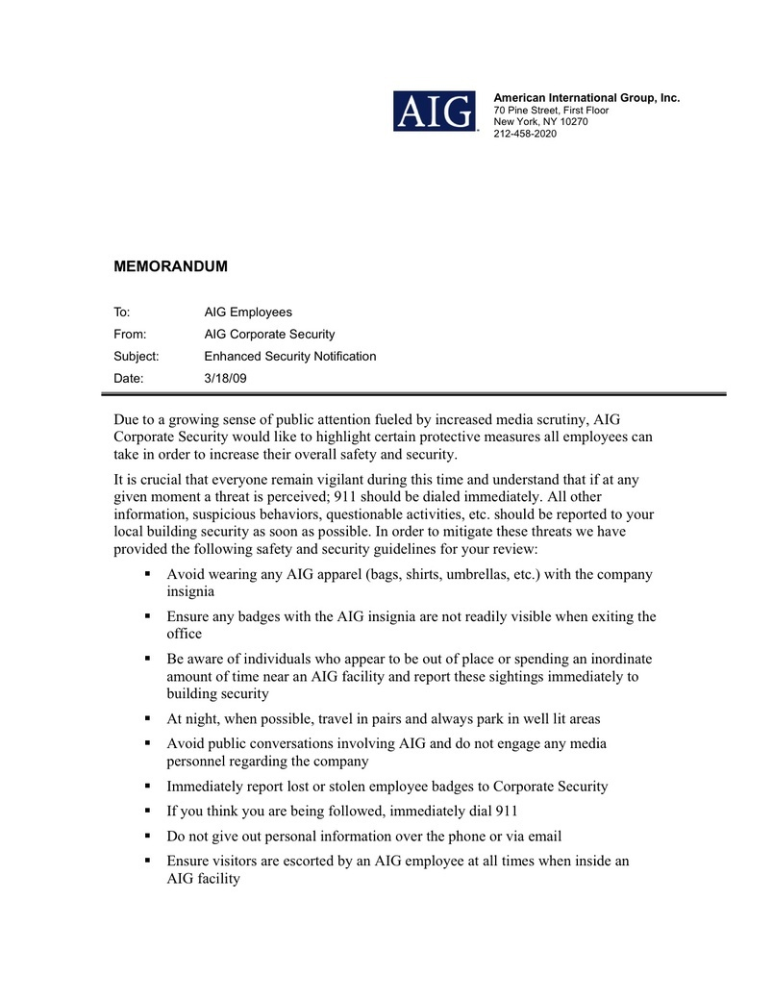 AIG
American International Group, Inc.
70 Pine Street, First Floor
New York, NY 10270
212-458-2020
MEMORANDUM
To: AIG Employees
From: AIG Corporate Security
Subject: Enhanced Security Notification
Date: 3/18/09
Due to a growing sense of public attention fueled by increased media scrutiny, AIG
Corporate Security would like to highlight certain protective measures all employees can
take in order to increase their overall safety and security.
It is crucial that everyone remain vigilant during this time and understand that if at any
given moment a threat is perceived; 911 should be dialed immediately. All other
information, suspicious behaviors, questionable activities, etc. should be reported to your
local building security as soon as possible. In order to mitigate these threats we have
provided the following safety and security guidelines for your review:
▪ Avoid wearing any AIG apparel (bags, shirts, umbrellas, etc.) with the company
insignia
▪ Ensure any badges with the AIG insignia are not readily visible when exiting the
office
▪ Be aware of individuals who appear to be out of place or spending an inordinate
amount of time near an AIG facility and report these sightings immediately to
building security
▪ At night, when possible, travel in pairs and always park in well lit areas
▪ Avoid public conversations involving AIG and do not engage any media
personnel regarding the company
▪ Immediately report lost or stolen employee badges to Corporate Security
▪ If you think you are being followed, immediately dial 911
▪ Do not give out personal information over the phone or via email
▪ Ensure visitors are escorted by an AIG employee at all times when inside an
AIG facility